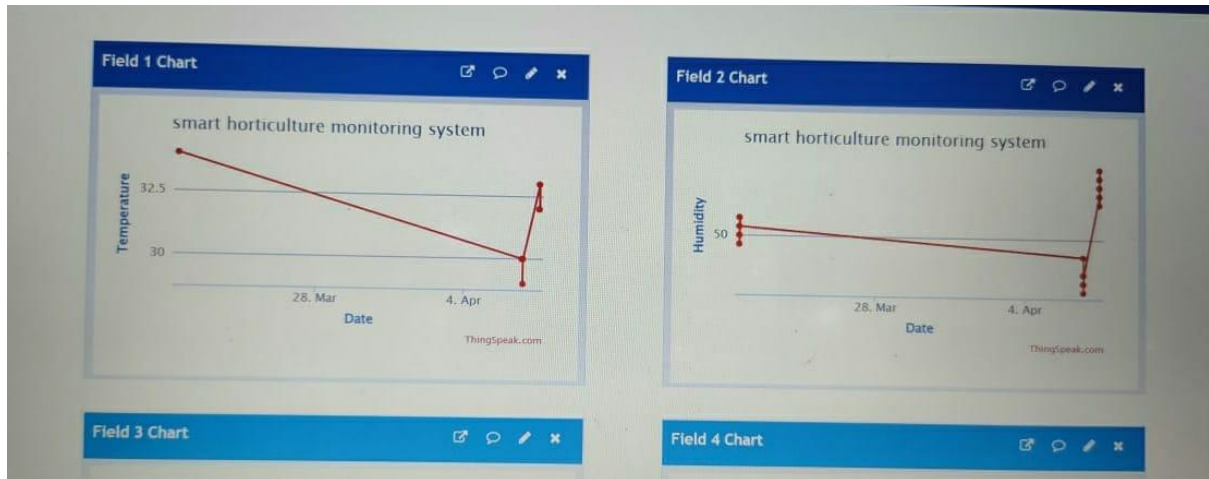 Field 1 Chart
smart horticulture monitoring system
Temperature
32.5
30
28. Mar
4. Apr
Date
ThingSpeak.com
Field 2 Chart
smart horticulture monitoring system
Humidity
50
28. Mar
4. Apr
Date
ThingSpeak.com
Field 3 Chart
Field 4 Chart